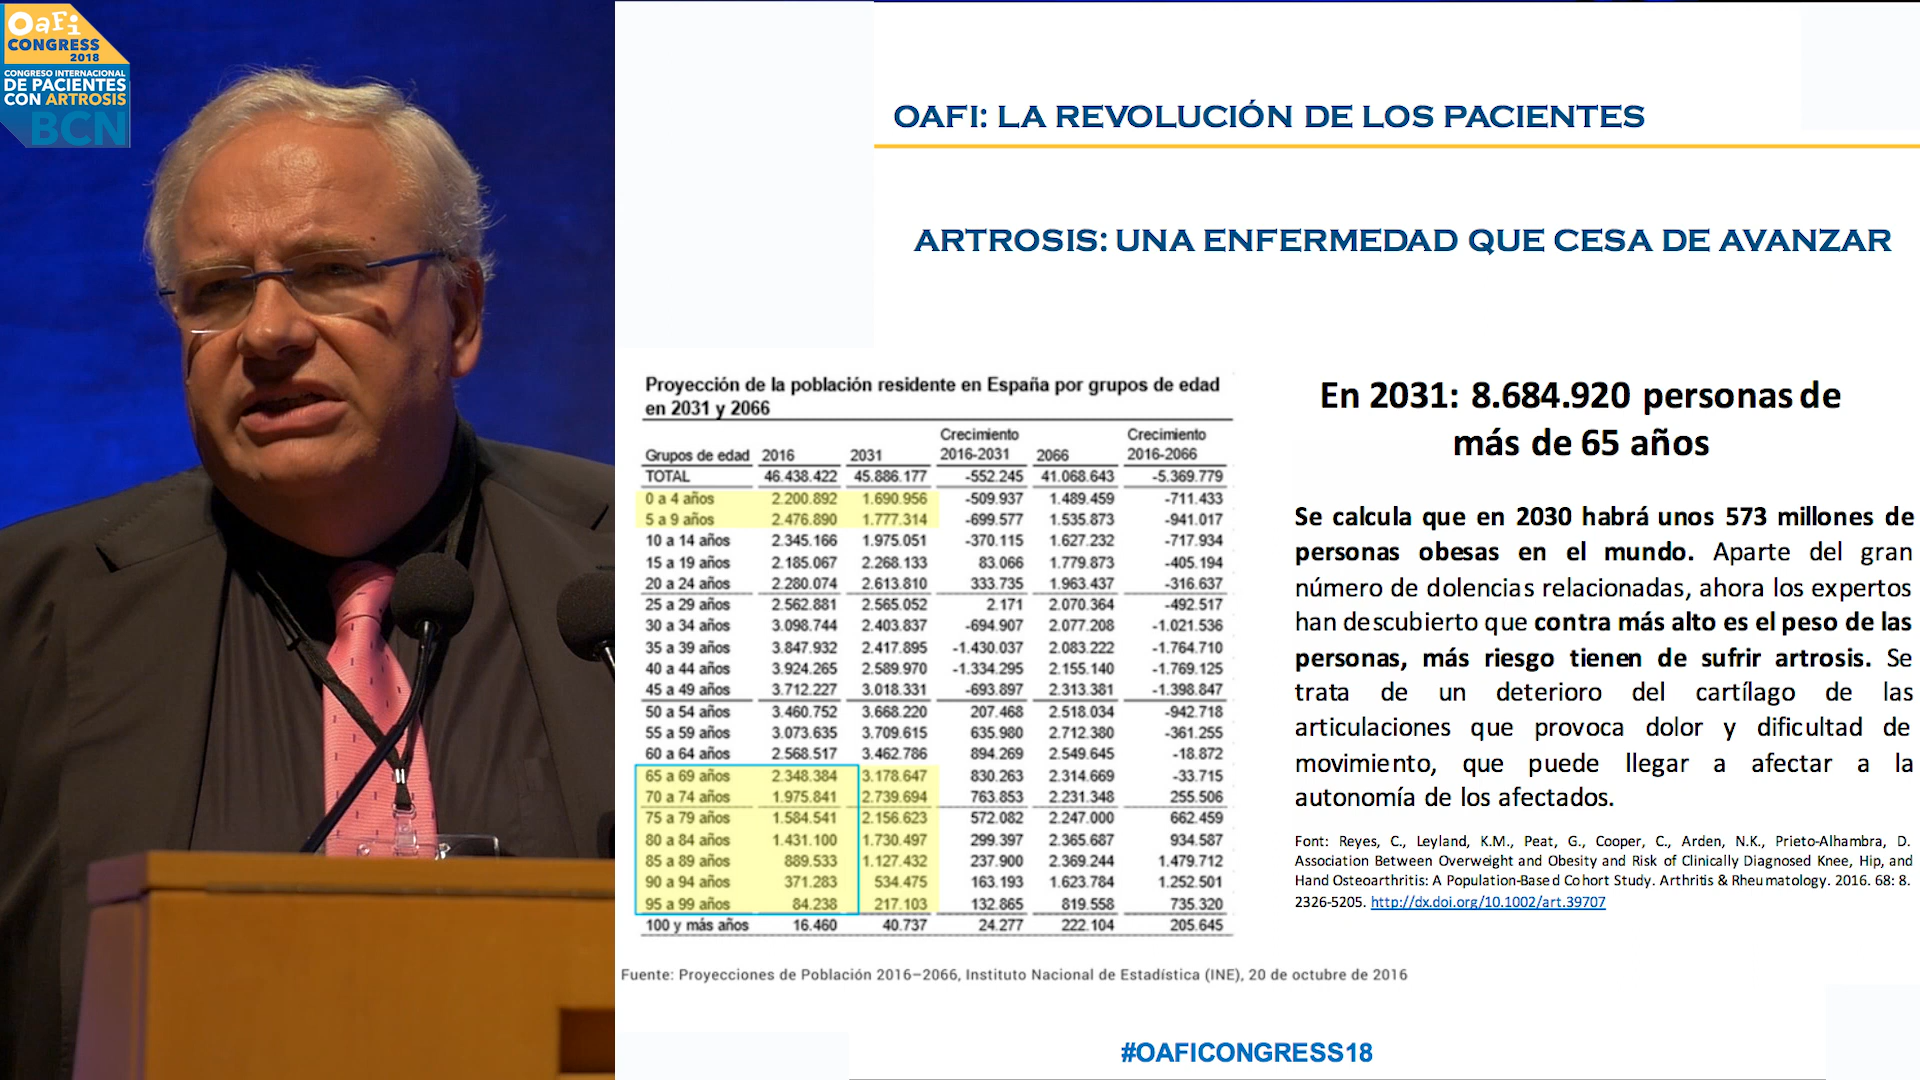 OaFi
CONGRESS
2018
CONGRESO INTERNACIONAL
DE PACIENTES
CON ARTROSIS
BCN
OAFI: LA REVOLUCIÓN DE LOS PACIENTES
ARTROSIS: UNA ENFERMEDAD QUE CESA DE AVANZAR
Proyección de la población residente en España por grupos de edad
en 2031 y 2066
Grupos de edad 2016 2031 Crecimiento 2016-2031 2066 Crecimiento 2016-2066
TOTAL 46.438.422 45.886.177 -552.245 41.068.643 -5.369.779
0 a 4 años 2.200.892 1.690.956 -509.937 1.489.459 -711.433
5 a 9 años 2.476.890 1.777.314 -699.577 1.535.873 -941.017
10 a 14 años 2.345.166 1.975.051 -370.115 1.627.232 -717.934
15 a 19 años 2.185.067 2.268.133 83.066 1.779.873 -405.194
20 a 24 años 2.280.074 2.613.810 333.735 1.963.437 -316.637
25 a 29 años 2.562.881 2.565.052 2.171 2.070.364 -492.517
30 a 34 años 3.098.744 2.403.837 -694.907 2.077.208 -1.021.536
35 a 39 años 3.847.932 2.417.895 -1.430.037 2.083.222 -1.764.710
40 a 44 años 3.924.265 2.589.970 -1.334.295 2.155.140 -1.769.125
45 a 49 años 3.712.227 3.018.331 -693.897 2.313.381 -1.398.847
50 a 54 años 3.460.752 3.668.220 207.468 2.518.034 -942.718
55 a 59 años 3.073.635 3.709.615 635.980 2.712.380 -361.255
60 a 64 años 2.568.517 3.462.786 894.269 2.549.645 -18.872
65 a 69 años 2.348.384 3.178.647 830.263 2.314.669 -33.715
70 a 74 años 1.975.841 2.739.694 763.853 2.231.348 255.506
75 a 79 años 1.584.541 2.156.623 572.082 2.247.000 662.459
80 a 84 años 1.431.100 1.730.497 299.397 2.365.687 934.587
85 a 89 años 889.533 1.127.432 237.900 2.369.244 1.479.712
90 a 94 años 371.283 534.475 163.193 1.623.784 1.252.501
95 a 99 años 84.238 217.103 132.865 819.558 735.320
100 y más años 16.460 40.737 24.277 222.104 205.645
Fuente: Proyecciones de Población 2016–2066, Instituto Nacional de Estadística (INE), 20 de octubre de 2016
En 2031: 8.684.920 personas de
más de 65 años
Se calcula que en 2030 habrá unos 573 millones de
personas obesas en el mundo. Aparte del gran
número de dolencias relacionadas, ahora los expertos
han descubierto que contra más alto es el peso de las
personas, más riesgo tienen de sufrir artrosis. Se
trata de un deterioro del cartílago de las
articulaciones que provoca dolor y dificultad de
movimiento, que puede llegar a afectar a la
autonomía de los afectados.
Font: Reyes, C., Leyland, K.M., Peat, G., Cooper, C., Arden, N.K., Prieto-Alhambra, D.
Association Between Overweight and Obesity and Risk of Clinically Diagnosed Knee, Hip, and
Hand Osteoarthritis: A Population-Based Cohort Study. Arthritis & Rheumatology. 2016. 68: 8.
2326-5205. http://dx.doi.org/10.1002/art.39707
#OAFICONGRESS18